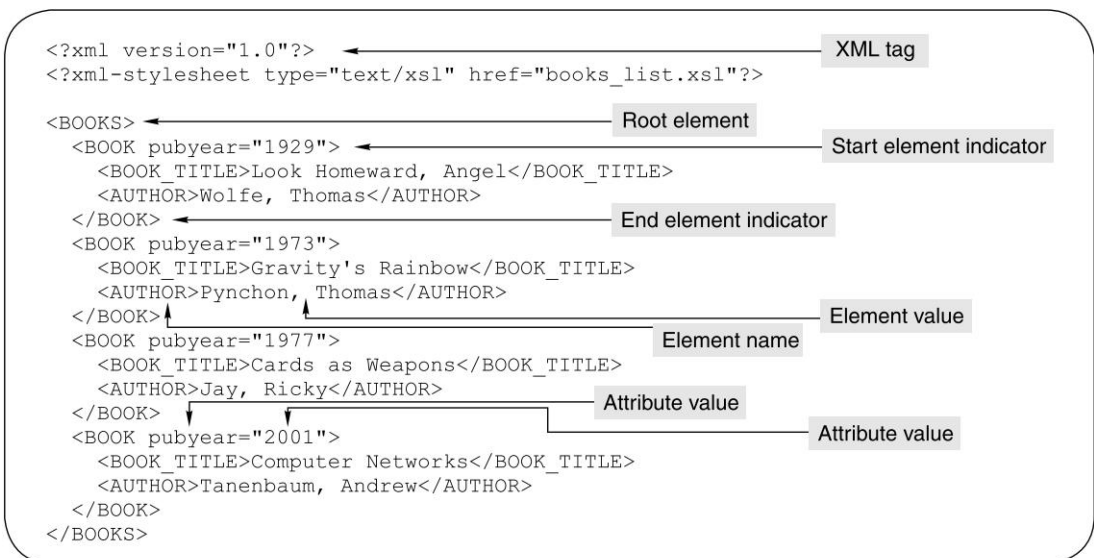 <?xml version="1.0"?> XML tag
<?xml-stylesheet type="text/xsl" href="books_list.xsl"?>
<BOOKS> Root element
<BOOK pubyear="1929"> Start element indicator
<BOOK_TITLE>Look Homeward, Angel</BOOK_TITLE>
<AUTHOR>Wolfe, Thomas</AUTHOR>
</BOOK> End element indicator
<BOOK pubyear="1973">
<BOOK_TITLE>Gravity's Rainbow</BOOK_TITLE>
<AUTHOR>Pynchon, Thomas</AUTHOR>
</BOOK> Element value
<BOOK pubyear="1977"> Element name
<BOOK_TITLE>Cards as Weapons</BOOK_TITLE>
<AUTHOR>Jay, Ricky</AUTHOR> Attribute value
</BOOK>
<BOOK pubyear="2001"> Attribute value
<BOOK_TITLE>Computer Networks</BOOK_TITLE>
<AUTHOR>Tanenbaum, Andrew</AUTHOR>
</BOOK>
</BOOKS>